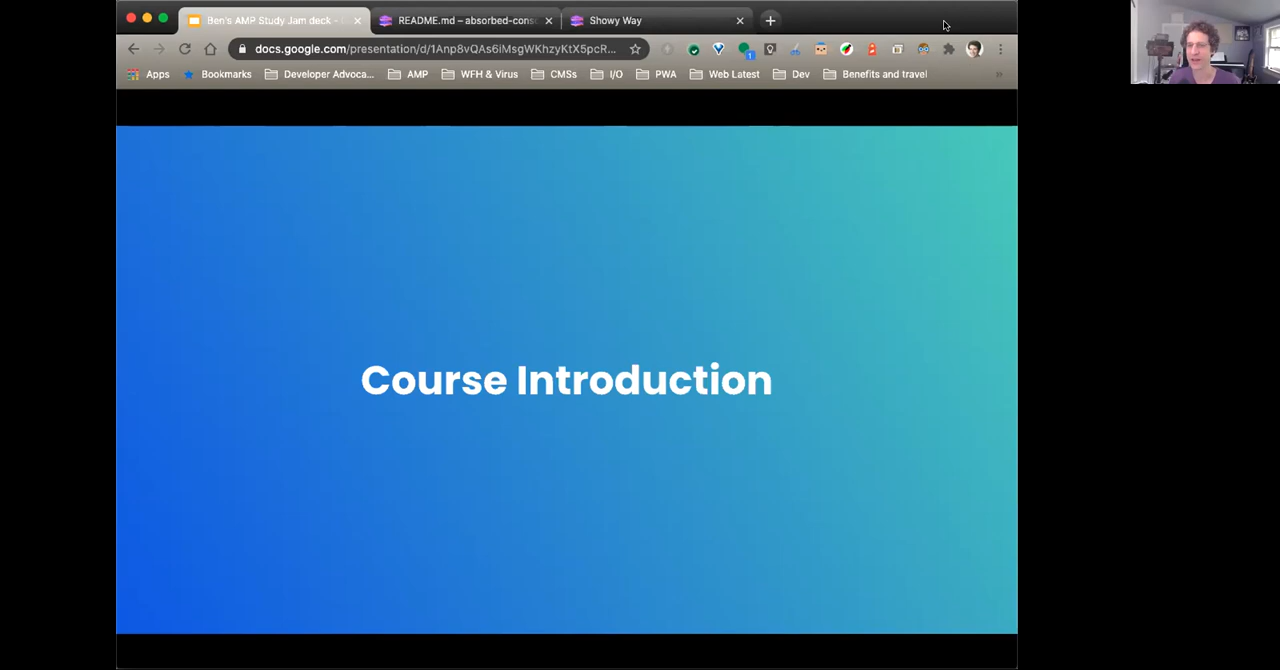 Ben's AMP Study Jam deck -
README.md – absorbed-cons
Showy Way
docs.google.com/presentation/d/1Anp8vQAs6iMsgWKhzyKtX5pcR...
1
Apps
Bookmarks
Developer Advoca...
AMP
WFH & Virus
CMSs
I/O
PWA
Web Latest
Dev
Benefits and travel
»
Course Introduction